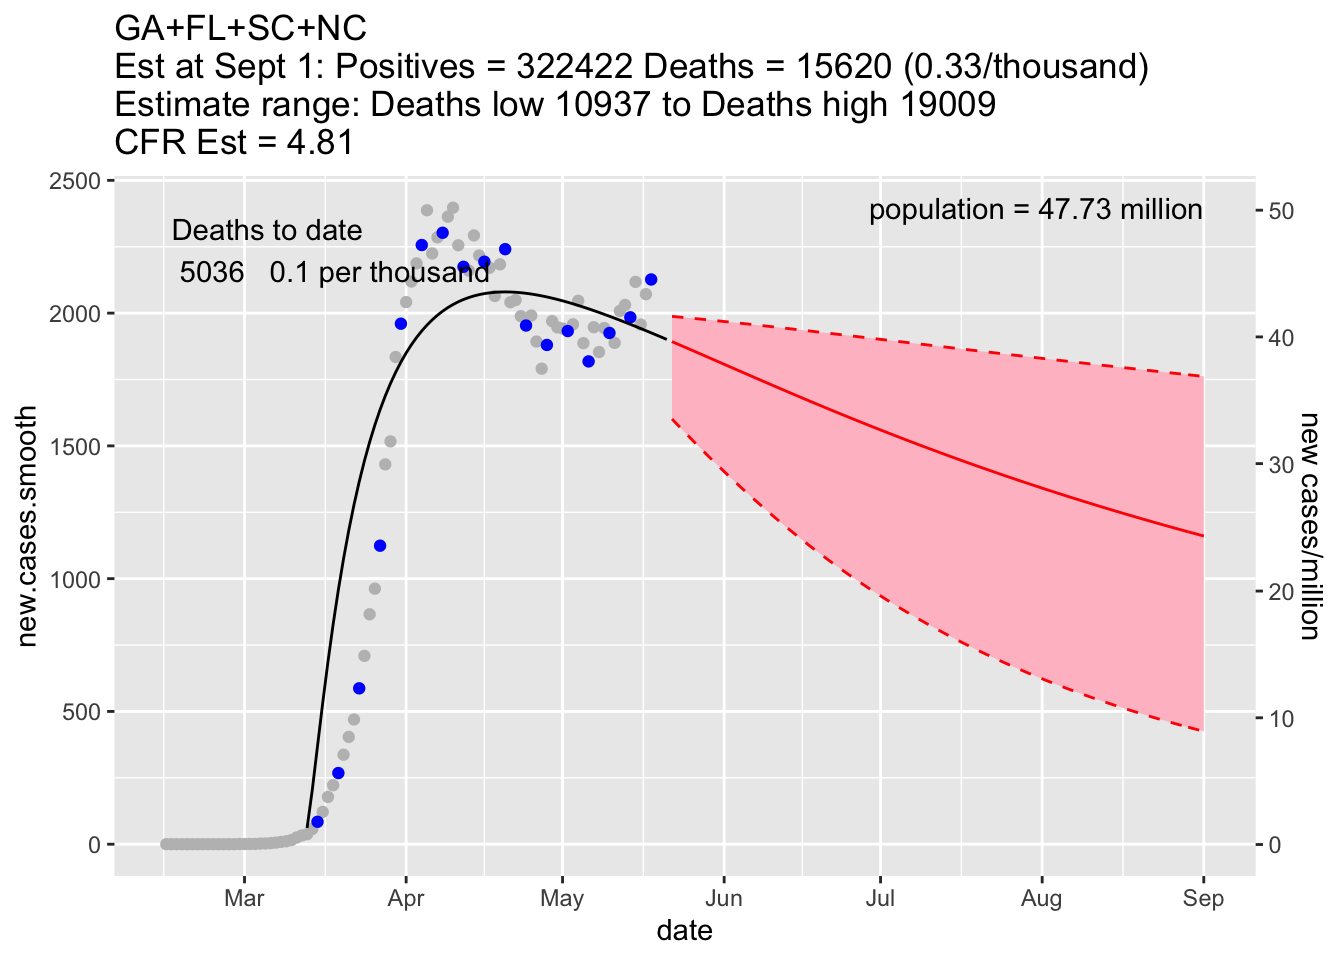 GA+FL+SC+NC
Est at Sept 1: Positives = 322422 Deaths = 15620 (0.33/thousand)
Estimate range: Deaths low 10937 to Deaths high 19009
CFR Est = 4.81
2500
2000
1500
1000
500
0
new.cases.smooth
Deaths to date
5036 0.1 per thousand
population = 47.73 million
50
40
30
20
10
0
new cases/million
Mar Apr May Jun Jul Aug Sep
date